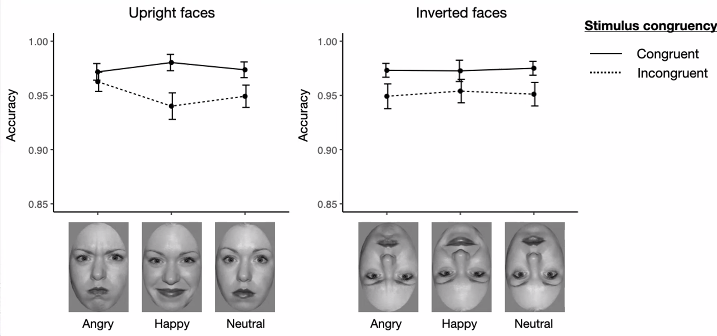 Upright faces
Inverted faces
Stimulus congruency
Congruent
Incongruent
Accuracy
1.00
0.95
0.90
0.85
Accuracy
1.00
0.95
0.90
0.85
Angry
Happy
Neutral
Angry
Happy
Neutral